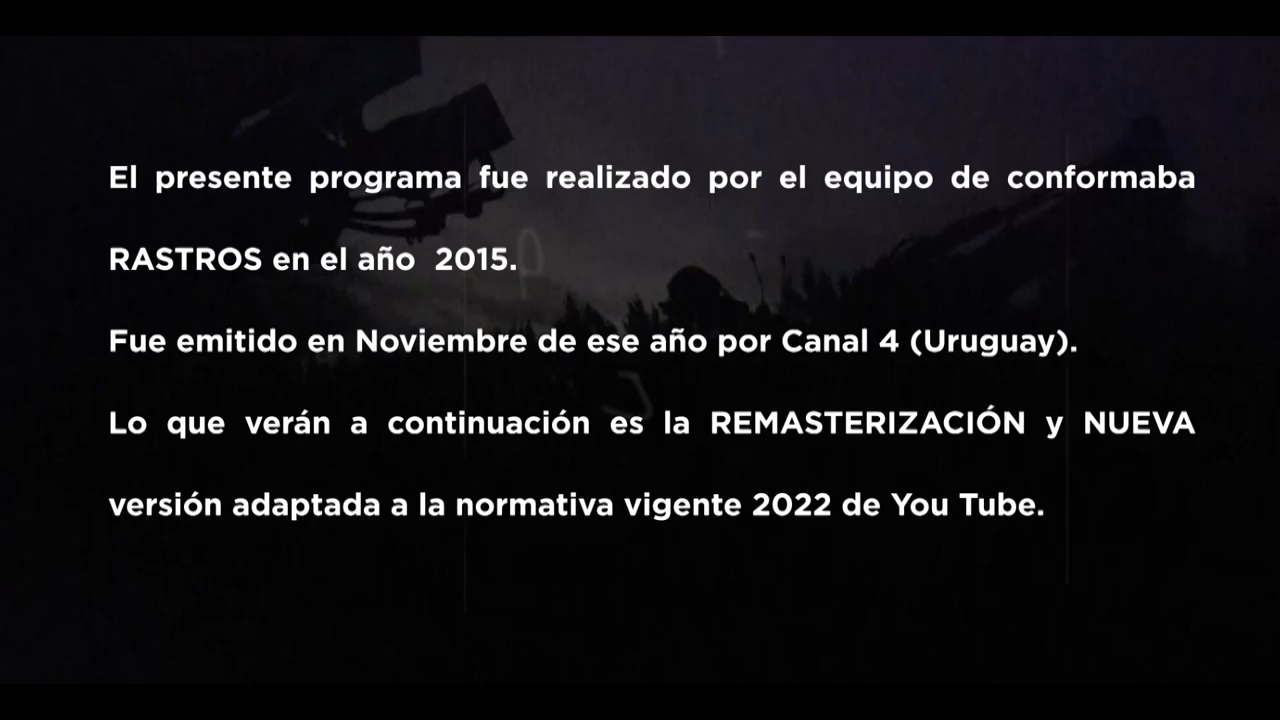 El presente programa fue realizado por el equipo de conformaba
RASTROS en el año 2015.
Fue emitido en Noviembre de ese año por Canal 4 (Uruguay).
Lo que verán a continuación es la REMASTERIZACIÓN y NUEVA
versión adaptada a la normativa vigente 2022 de You Tube.